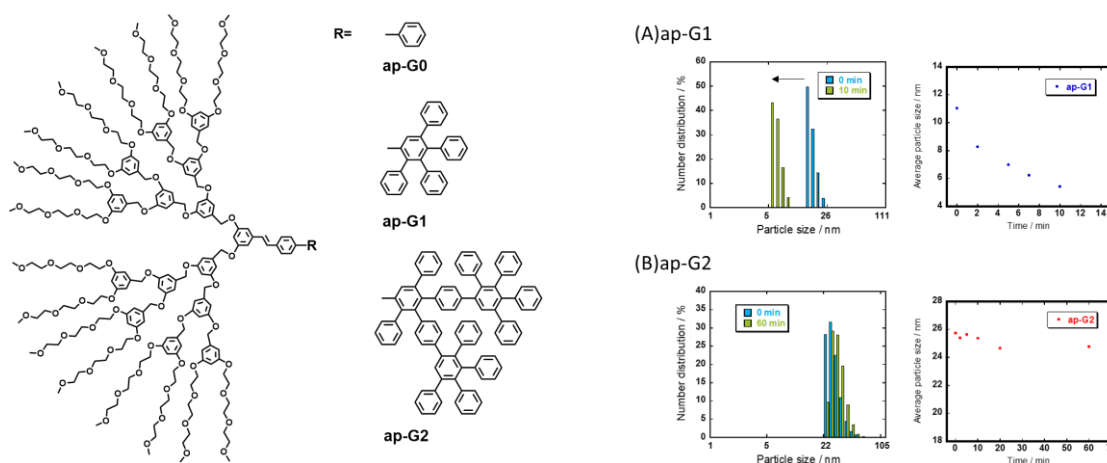 R
R=
ap-G0
ap-G1
ap-G2
(A)ap-G1
Number distribution / %
60
50
40
30
20
10
0
0 min
10 min
1
5
26
111
Particle size / nm
Average particle size / nm
14
12
10
8
6
4
ap-G1
0
2
4
6
8
10
12
14
Time / min
(B)ap-G2
Number distribution / %
40
35
30
25
20
15
10
5
0
0 min
60 min
1
5
22
105
Particle size / nm
Average particle size / nm
28
26
24
22
20
18
ap-G2
0
10
20
30
40
50
60
Time / min